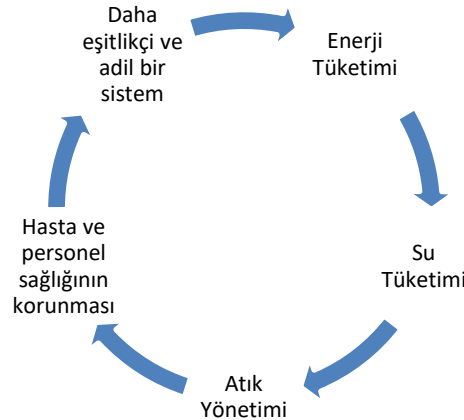 Daha
eşitlikçi ve
adil bir
sistem
Enerji
Tüketimi
Su
Tüketimi
Atık
Yönetimi
Hasta ve
personel
sağlığının
korunması